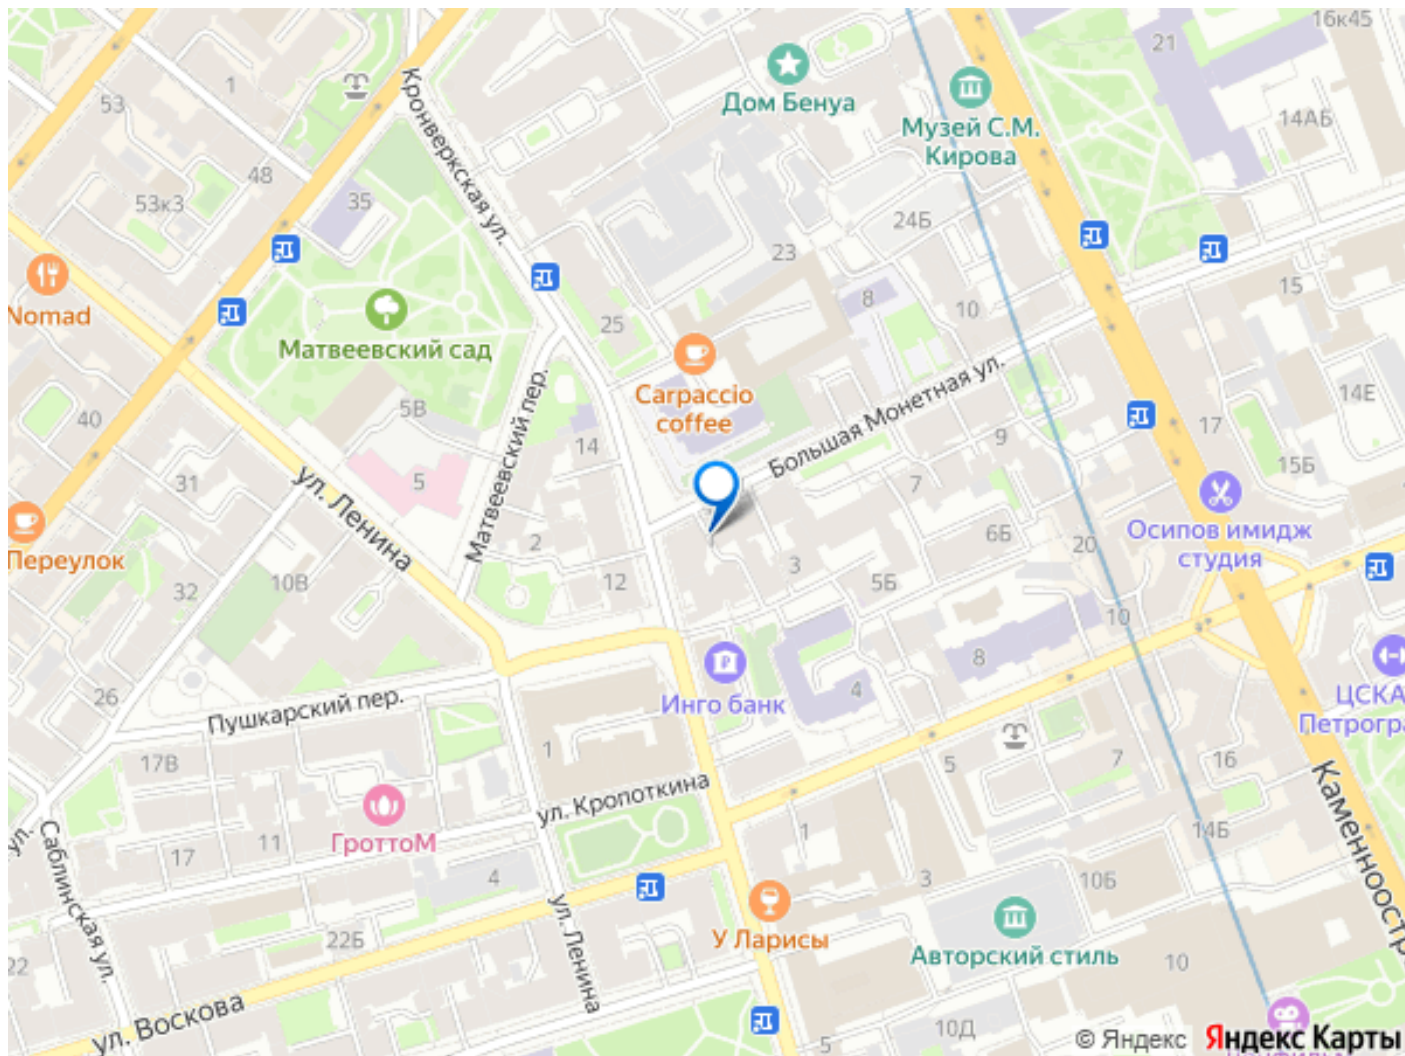 16к45
21
53
1
Дом Бенуа
Музей С.М.
Кирова
14АБ
Кронверкская ул.
48
35
53к3
24Б
23
15
8
10
Nomad
25
Матвеевский сад
Carpaccio
coffee
Большая Монетная ул.
14Е
5В
40
Матвеевский пер.
17
14
9
31
5
7
15Б
ул. Ленина
Осипов имидж
студия
Переулок
2
6Б
20
3
32
10В
12
5Б
10
8
26
Инго банк
4
ЦСКА
Пушкарский пер.
1
17В
5
7
16
ул. Кропоткина
Каменноостр
ГроттоМ
11
17
1
14Б
ул.
Саблинская ул.
4
3
10Б
ул. Ленина
У Ларисы
Авторский стиль
22Б
22
10
ул. Воскова
10Д
5
© Яндекс
Яндекс Карты